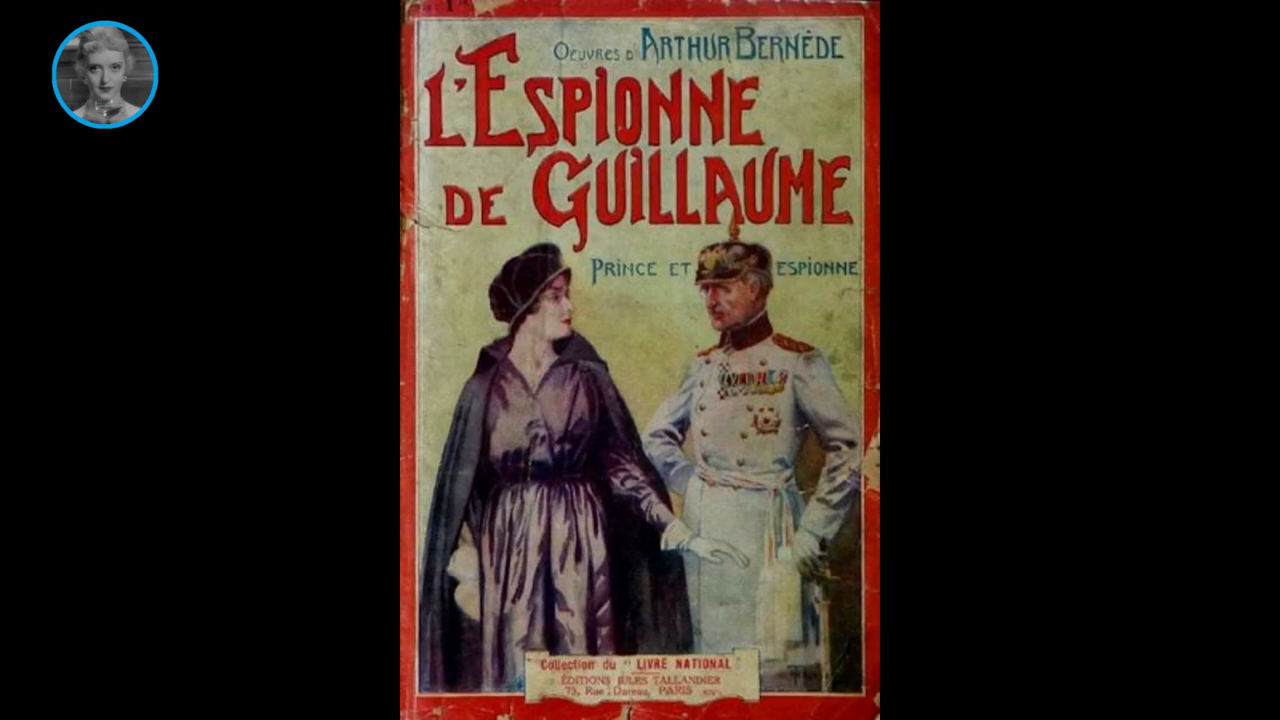 OEUVRES D'ARTHUR BERNÈDE
L'ESPIONNE
DE GUILLAUME
PRINCE ET ESPIONNE
Collection du "LIVRE NATIONAL"
ÉDITIONS JULES TALLANDIER
75, Rue Dareau, PARIS